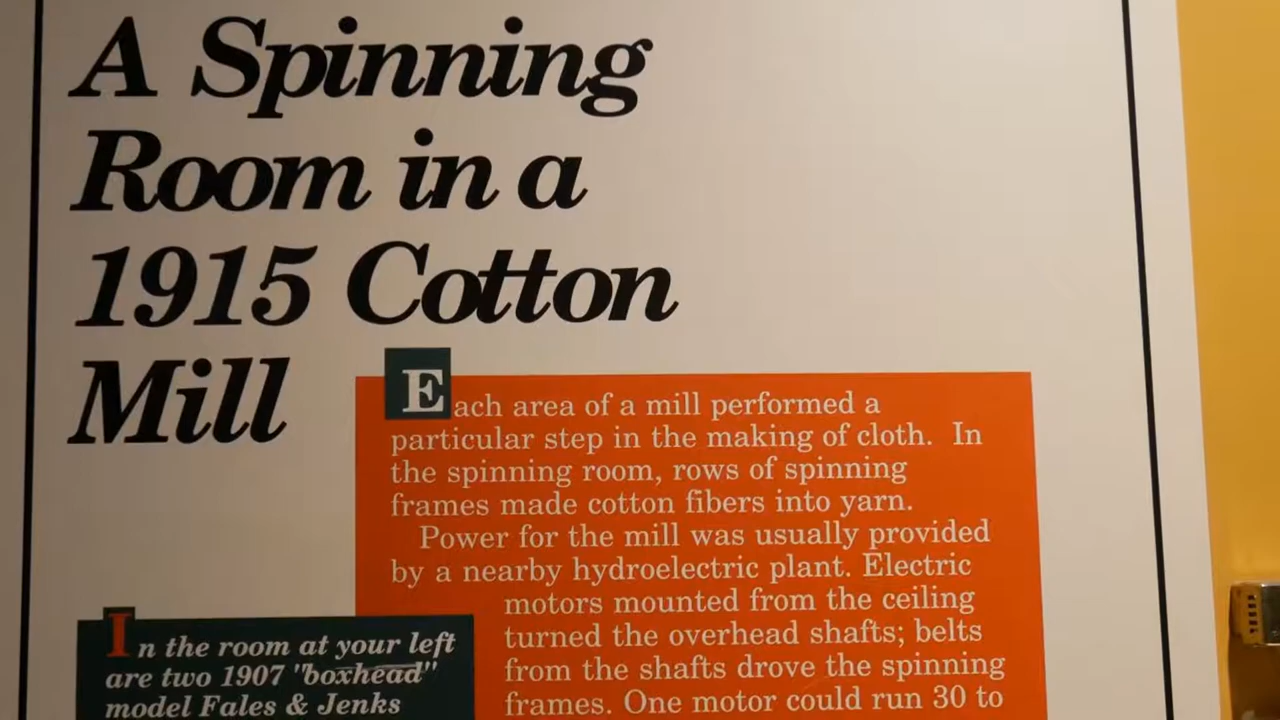 A Spinning
Room in a
1915 Cotton
Mill
Each area of a mill performed a
particular step in the making of cloth. In
the spinning room, rows of spinning
frames made cotton fibers into yarn.
Power for the mill was usually provided
by a nearby hydroelectric plant. Electric
motors mounted from the ceiling
turned the overhead shafts; belts
from the shafts drove the spinning
frames. One motor could run 30 to
In the room at your left
are two 1907 "boxhead"
model Fales & Jenks